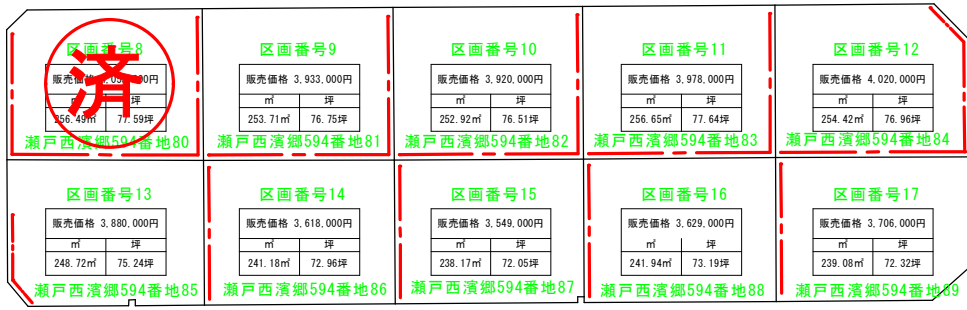 区画番号8
済
販売価格
㎡ 坪
256.49㎡ 77.59坪
瀬戸西濱郷594番地80
区画番号9
販売価格 3,933,000円
㎡ 坪
253.71㎡ 76.75坪
瀬戸西濱郷594番地81
区画番号10
販売価格 3,920,000円
㎡ 坪
252.92㎡ 76.51坪
瀬戸西濱郷594番地82
区画番号11
販売価格 3,978,000円
㎡ 坪
256.65㎡ 77.64坪
瀬戸西濱郷594番地83
区画番号12
販売価格 4,020,000円
㎡ 坪
254.42㎡ 76.96坪
瀬戸西濱郷594番地84
区画番号13
販売価格 3,880,000円
㎡ 坪
248.72㎡ 75.24坪
瀬戸西濱郷594番地85
区画番号14
販売価格 3,618,000円
㎡ 坪
241.18㎡ 72.96坪
瀬戸西濱郷594番地86
区画番号15
販売価格 3,549,000円
㎡ 坪
238.17㎡ 72.05坪
瀬戸西濱郷594番地87
区画番号16
販売価格 3,629,000円
㎡ 坪
241.94㎡ 73.19坪
瀬戸西濱郷594番地88
区画番号17
販売価格 3,706,000円
㎡ 坪
239.08㎡ 72.32坪
瀬戸西濱郷594番地89